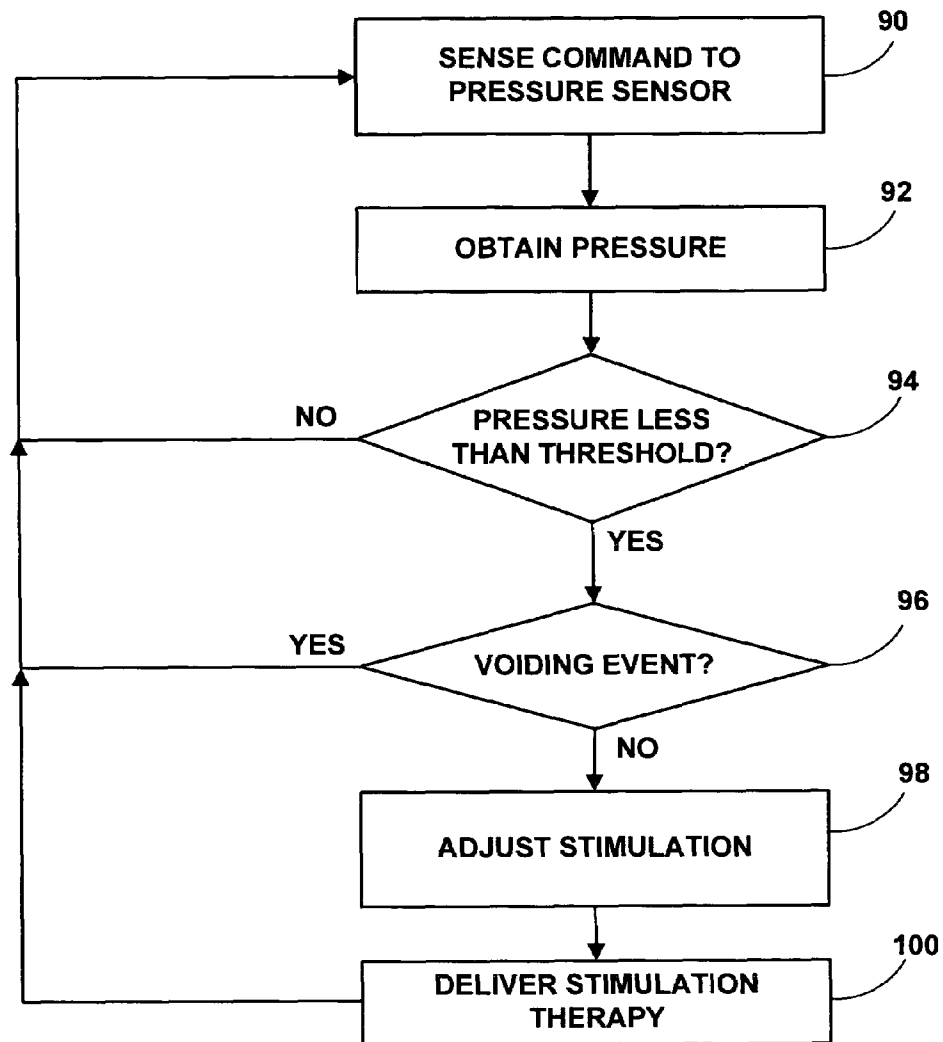 90
SENSE COMMAND TO
PRESSURE SENSOR
92
OBTAIN PRESSURE
94
NO
PRESSURE LESS
THAN THRESHOLD?
YES
96
YES
VOIDING EVENT?
NO
98
ADJUST STIMULATION
100
DELIVER STIMULATION
THERAPY